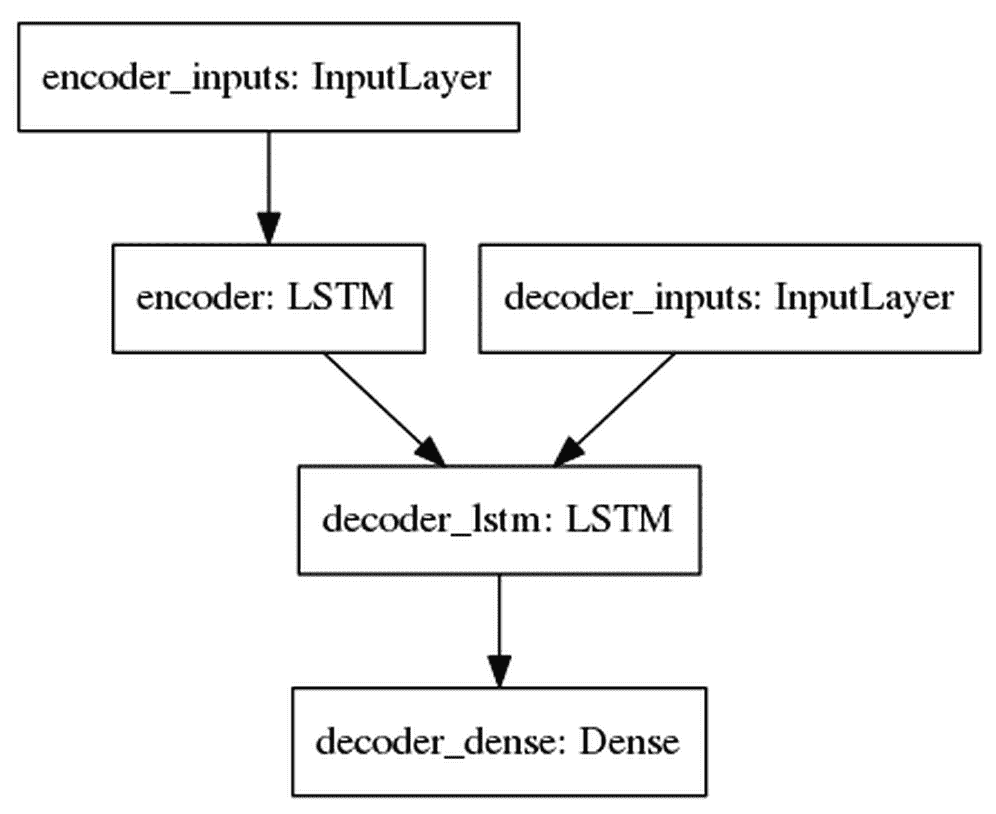 encoder_inputs: InputLayer
encoder: LSTM
decoder_inputs: InputLayer
decoder_lstm: LSTM
decoder_dense: Dense